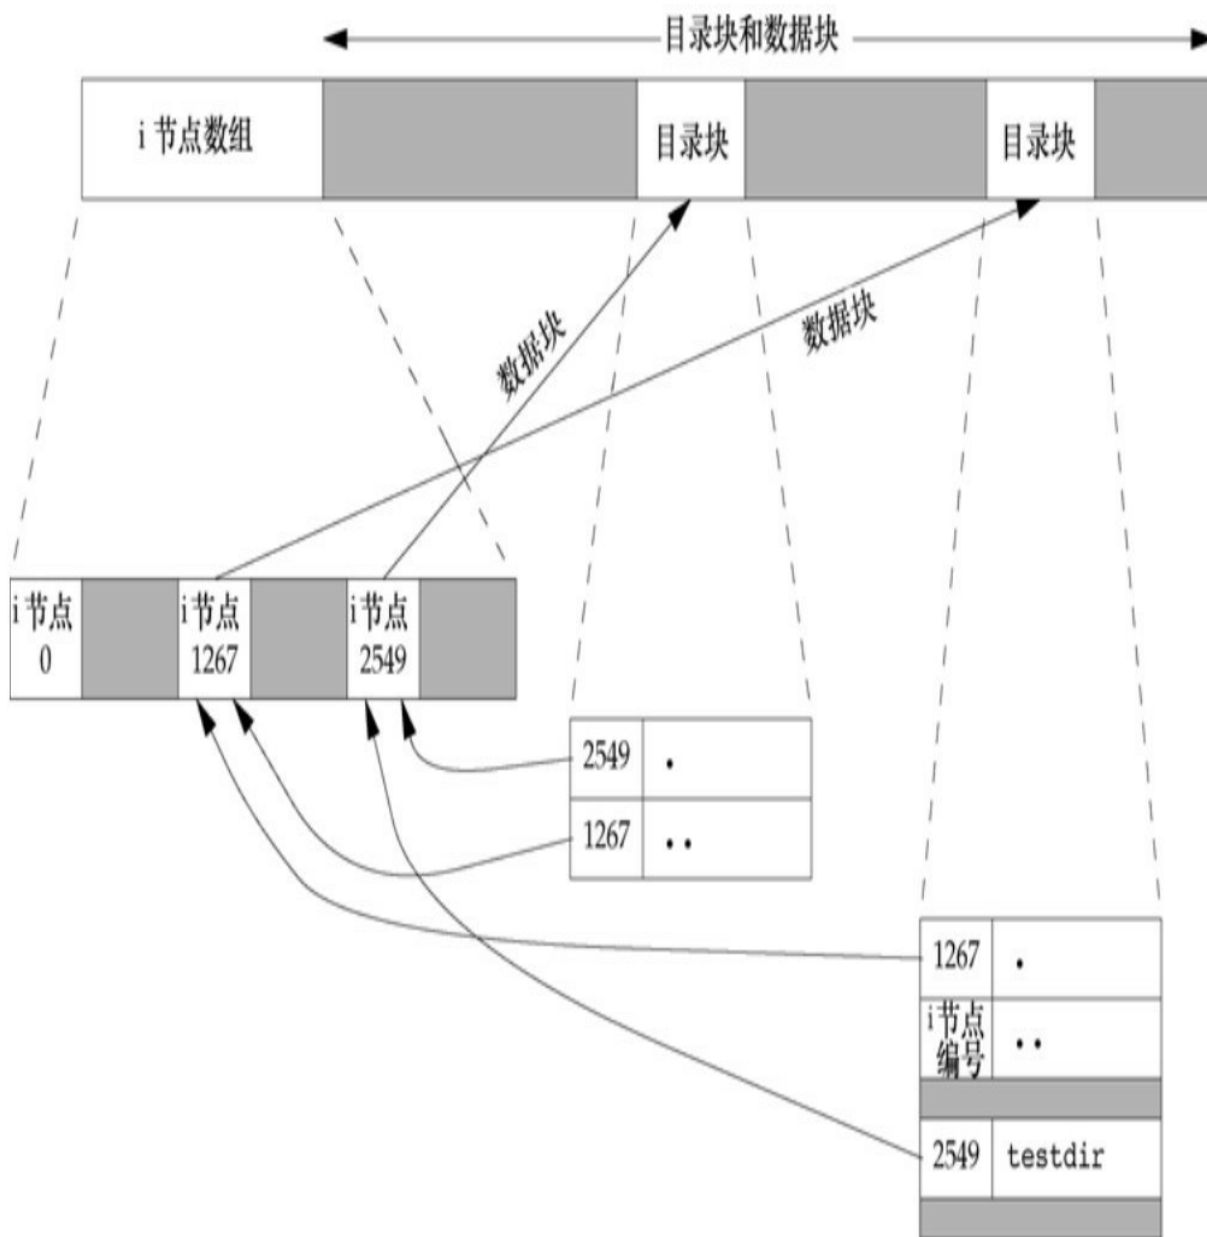 目录块和数据块
i 节点数组
目录块
目录块
数据块
数据块
i 节点
0
i 节点
1267
i 节点
2549
2549 .
1267 ..
1267 .
i 节点
编号
..
2549 testdir